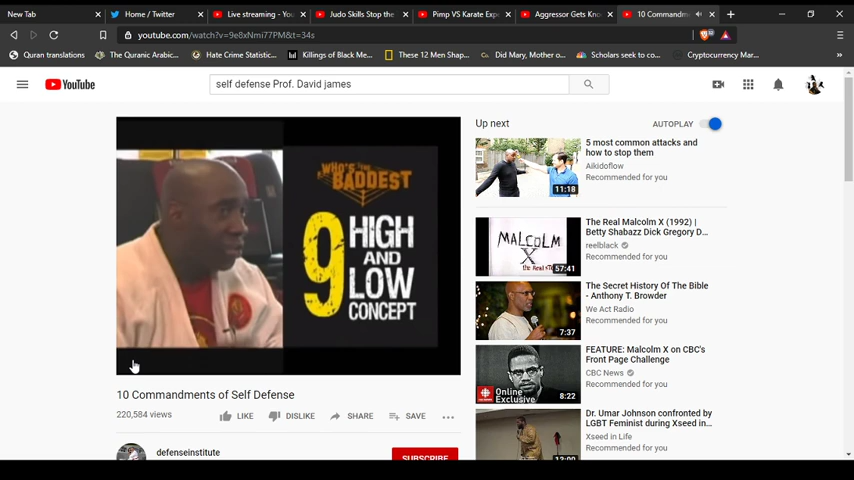 New Tab
Home / Twitter
Live streaming - You
Judo Skills Stop the
Pimp VS Karate Expe
Aggressor Gets Kno
10 Command
youtube.com/watch?v=9e8xNmi77PM&t=34s
Quran translations
The Quranic Arabic...
Hate Crime Statistic...
Killings of Black Me...
These 12 Men Shap...
Did Mary, Mother o...
Scholars seek to co...
Cryptocurrency Mar...
YouTube
self defense Prof. David james
WHO'S THE
BADDEST
9 HIGH
AND
LOW
CONCEPT
10 Commandments of Self Defense
220,584 views
LIKE
DISLIKE
SHARE
SAVE
defenseinstitute
SUBSCRIBE
Up next
AUTOPLAY
5 most common attacks and
how to stop them
Aikidoflow
Recommended for you
11:18
The Real Malcolm X (1992) |
Betty Shabazz Dick Gregory D...
reelblack
Recommended for you
MALCOLM
X
57:41
The Secret History Of The Bible
- Anthony T. Browder
We Act Radio
Recommended for you
7:37
FEATURE: Malcolm X on CBC's
Front Page Challenge
CBC News
Recommended for you
Online
Exclusive
8:22
Dr. Umar Johnson confronted by
LGBT Feminist during Xseed in...
Xseed in Life
Recommended for you